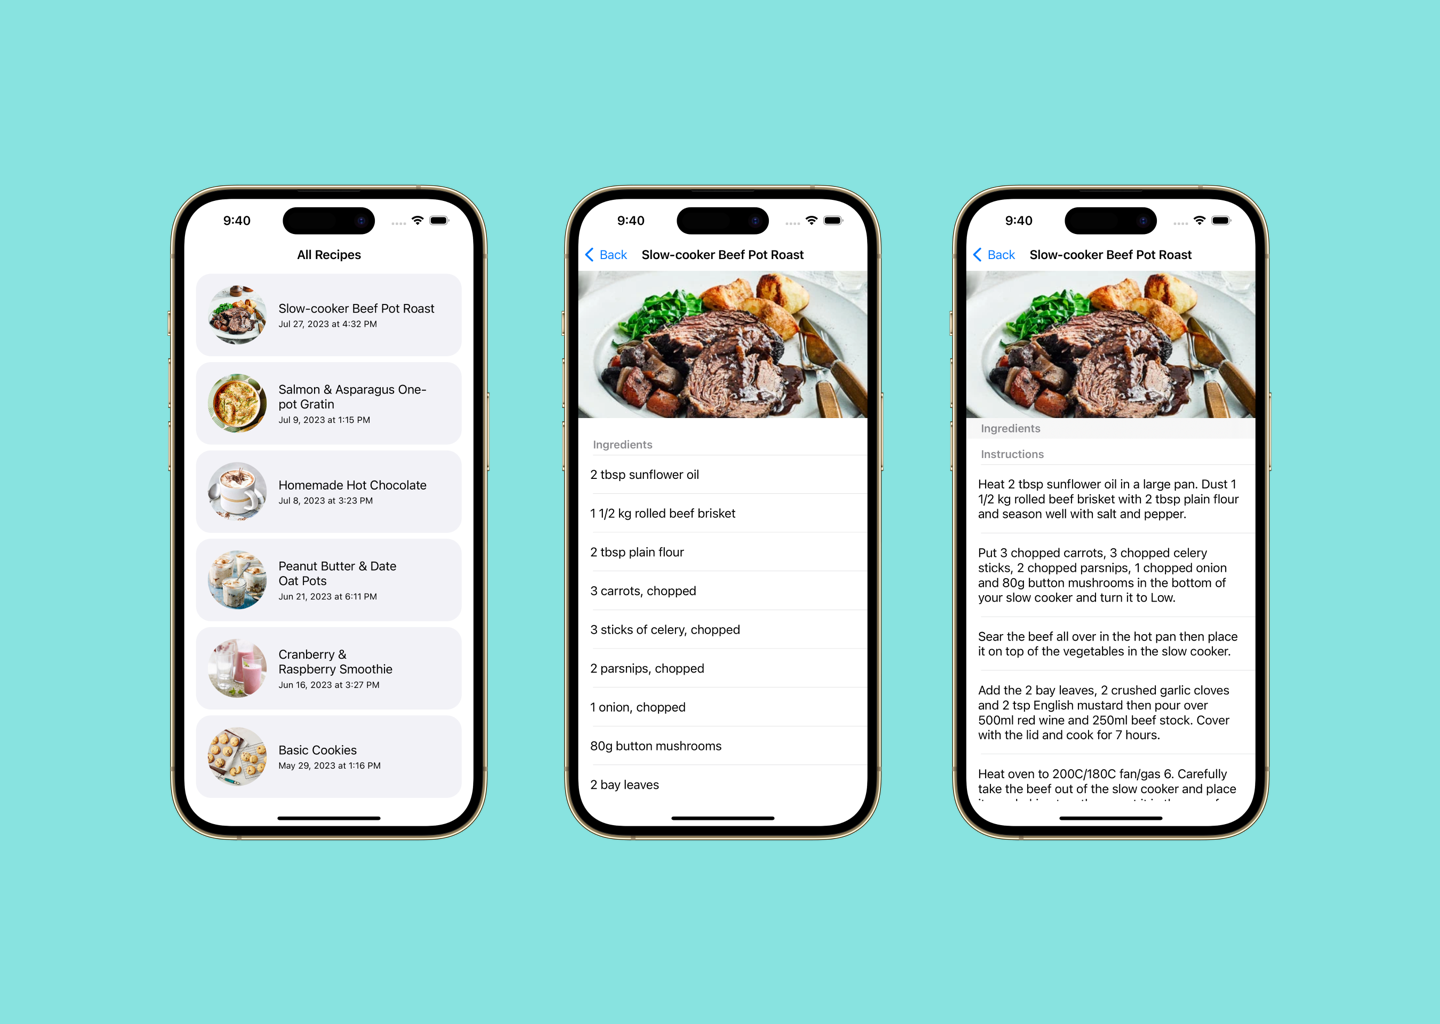 9:40
All Recipes
Slow-cooker Beef Pot Roast
Jul 27, 2023 at 4:32 PM
Salmon & Asparagus One-
pot Gratin
Jul 9, 2023 at 1:15 PM
Homemade Hot Chocolate
Jul 8, 2023 at 3:23 PM
Peanut Butter & Date
Oat Pots
Jun 21, 2023 at 6:11 PM
Cranberry &
Raspberry Smoothie
Jun 16, 2023 at 3:27 PM
Basic Cookies
May 29, 2023 at 1:16 PM
9:40
Back Slow-cooker Beef Pot Roast
Ingredients
2 tbsp sunflower oil
1 1/2 kg rolled beef brisket
2 tbsp plain flour
3 carrots, chopped
3 sticks of celery, chopped
2 parsnips, chopped
1 onion, chopped
80g button mushrooms
2 bay leaves
9:40
Back Slow-cooker Beef Pot Roast
Ingredients
Instructions
Heat 2 tbsp sunflower oil in a large pan. Dust 1
1/2 kg rolled beef brisket with 2 tbsp plain flour
and season well with salt and pepper.
Put 3 chopped carrots, 3 chopped celery
sticks, 2 chopped parsnips, 1 chopped onion
and 80g button mushrooms in the bottom of
your slow cooker and turn it to Low.
Sear the beef all over in the hot pan then place
it on top of the vegetables in the slow cooker.
Add the 2 bay leaves, 2 crushed garlic cloves
and 2 tsp English mustard then pour over
500ml red wine and 250ml beef stock. Cover
with the lid and cook for 7 hours.
Heat oven to 200C/180C fan/gas 6. Carefully
take the beef out of the slow cooker and place